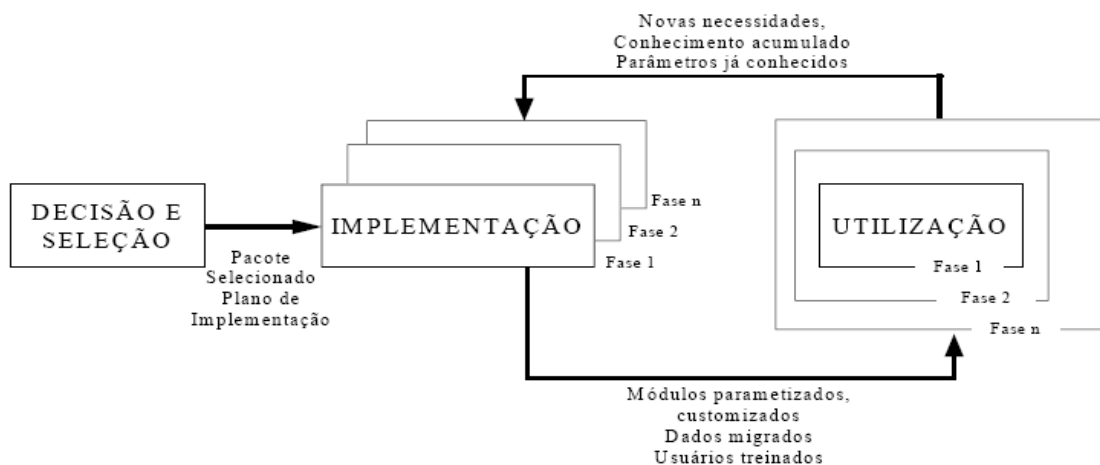 Novas necessidades,
Conhecimento acumulado
Parâmetros já conhecidos
DECISÃO E
SELEÇÃO
Pacote
Selecionado
Plano de
Implementação
IMPLEMENTAÇÃO
Fase n
Fase 2
Fase 1
UTILIZAÇÃO
Fase 1
Fase 2
Fase n
Módulos parametizados,
customizados
Dados migrados
Usuários treinados